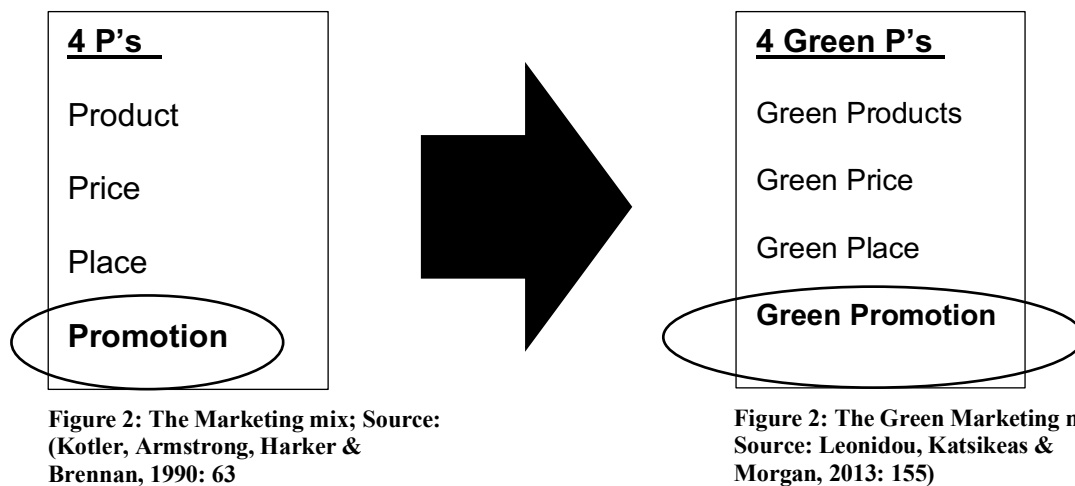 4 P's
Product
Price
Place
Promotion
Figure 2: The Marketing mix; Source:
(Kotler, Armstrong, Harker &
Brennan, 1990: 63
4 Green P's
Green Products
Green Price
Green Place
Green Promotion
Figure 2: The Green Marketing
Source: Leonidou, Katsikeas &
Morgan, 2013: 155)